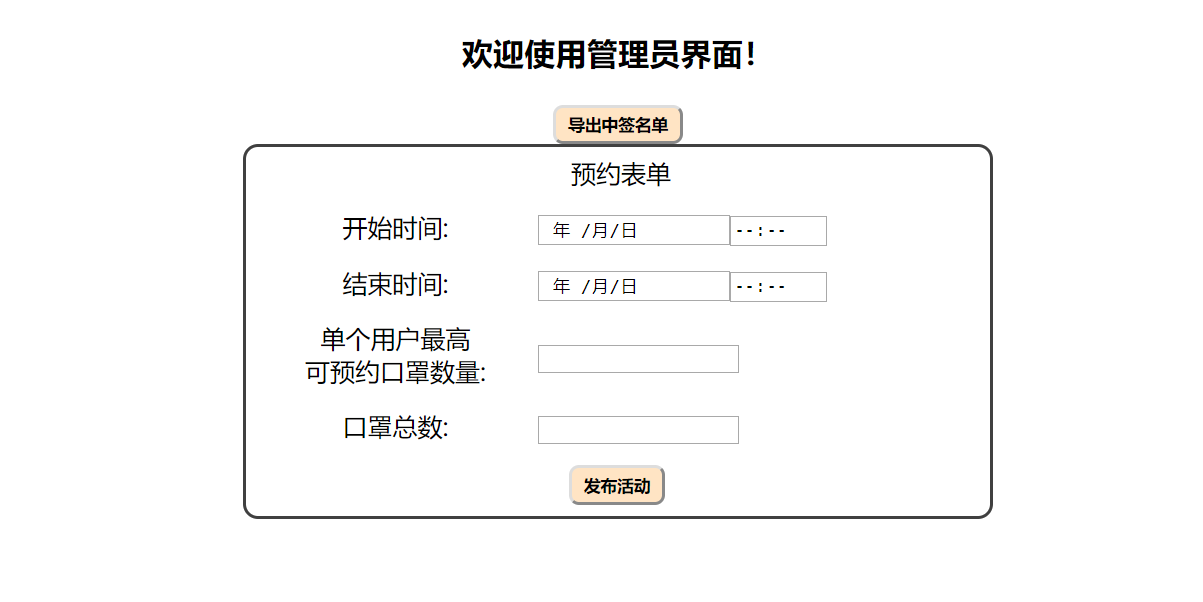 欢迎使用管理员界面！
导出中签名单
预约表单
开始时间: 年 /月/日 --:--
结束时间: 年 /月/日 --:--
单个用户最高
可预约口罩数量:
口罩总数:
发布活动